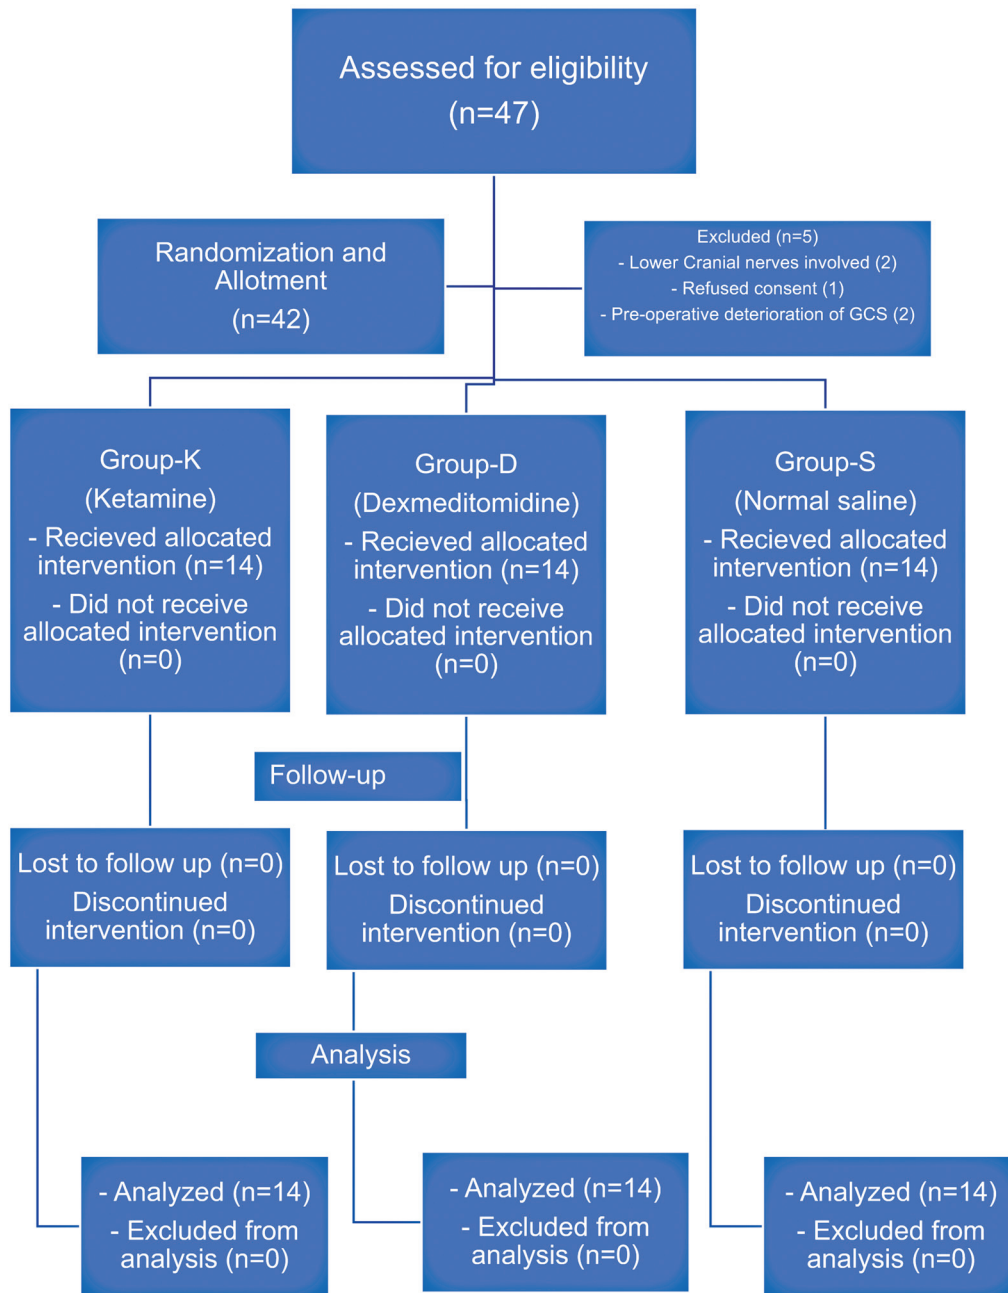 Assessed for eligibility
(n=47)
Randomization and
Allotment
(n=42)
Excluded (n=5)
- Lower Cranial nerves involved (2)
- Refused consent (1)
- Pre-operative deterioration of GCS (2)
Group-K
(Ketamine)
- Recieved allocated
intervention (n=14)
- Did not receive
allocated intervention
(n=0)
Group-D
(Dexmeditomidine)
- Recieved allocated
intervention (n=14)
- Did not receive
allocated intervention
(n=0)
Group-S
(Normal saline)
- Recieved allocated
intervention (n=14)
- Did not receive
allocated intervention
(n=0)
Follow-up
Lost to follow up (n=0)
Discontinued
intervention (n=0)
Lost to follow up (n=0)
Discontinued
intervention (n=0)
Lost to follow up (n=0)
Discontinued
intervention (n=0)
Analysis
- Analyzed (n=14)
- Excluded from
analysis (n=0)
- Analyzed (n=14)
- Excluded from
analysis (n=0)
- Analyzed (n=14)
- Excluded from
analysis (n=0)